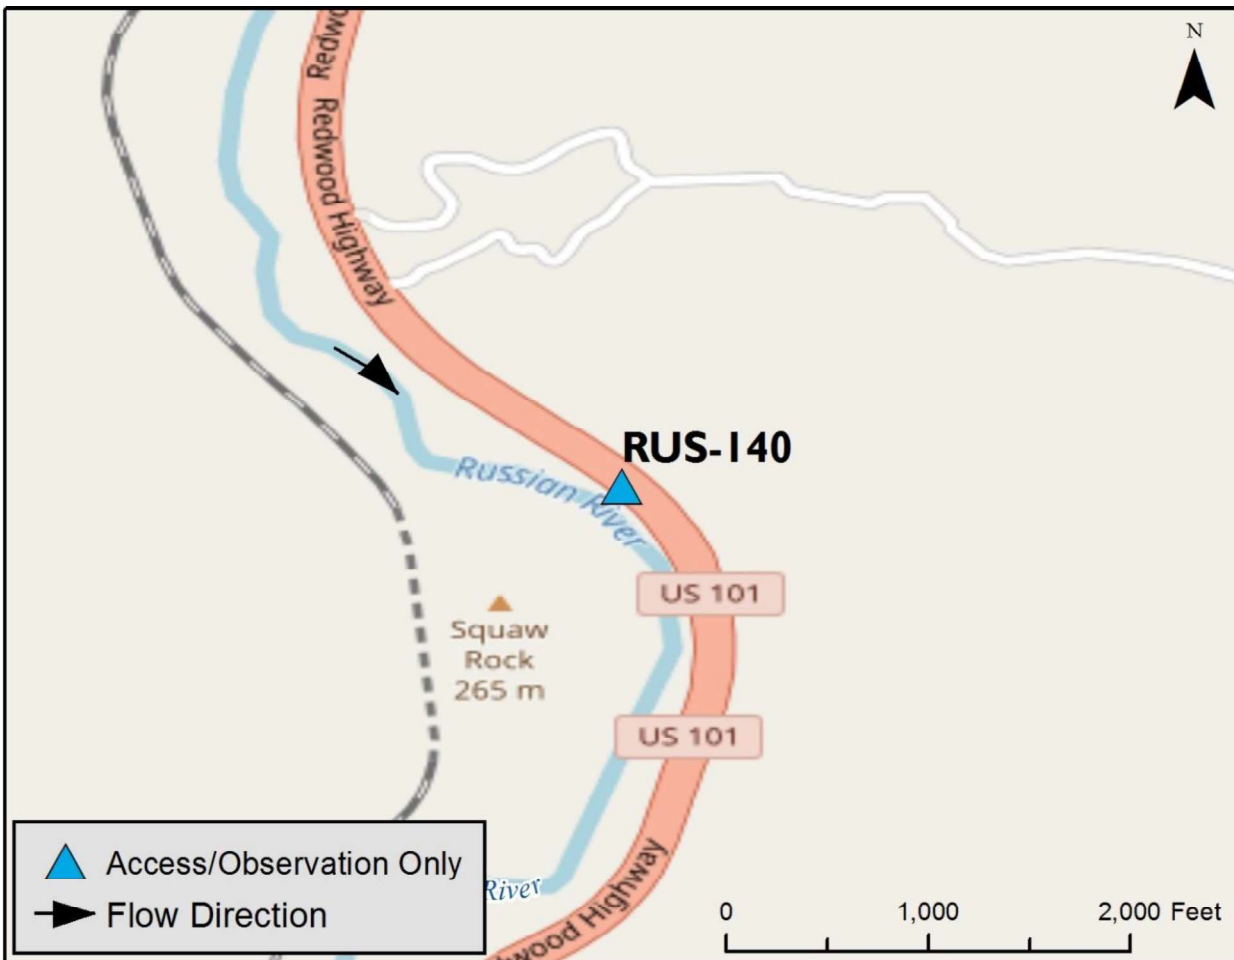 N
Redwo
Redwood Highway
RUS-140
Russian River
US 101
Squaw
Rock
265 m
US 101
Access/Observation Only
Flow Direction
River
wood Highway
0 1,000 2,000 Feet